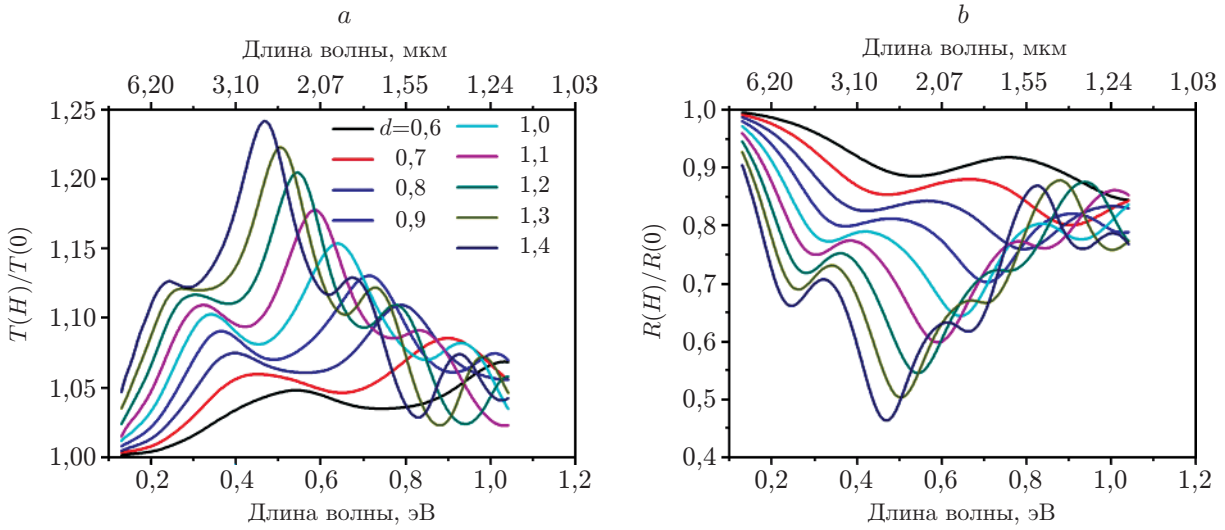 a
Длина волны, мкм
6,20 3,10 2,07 1,55 1,24 1,03
1,25
1,20
1,15
1,10
1,05
1,00
T(H)/T(0)
d=0,6
0,7
0,8
0,9
1,0
1,1
1,2
1,3
1,4
0,2 0,4 0,6 0,8 1,0 1,2
Длина волны, эВ
b
Длина волны, мкм
6,20 3,10 2,07 1,55 1,24 1,03
1,0
0,9
0,8
0,7
0,6
0,5
0,4
R(H)/R(0)
0,2 0,4 0,6 0,8 1,0 1,2
Длина волны, эВ